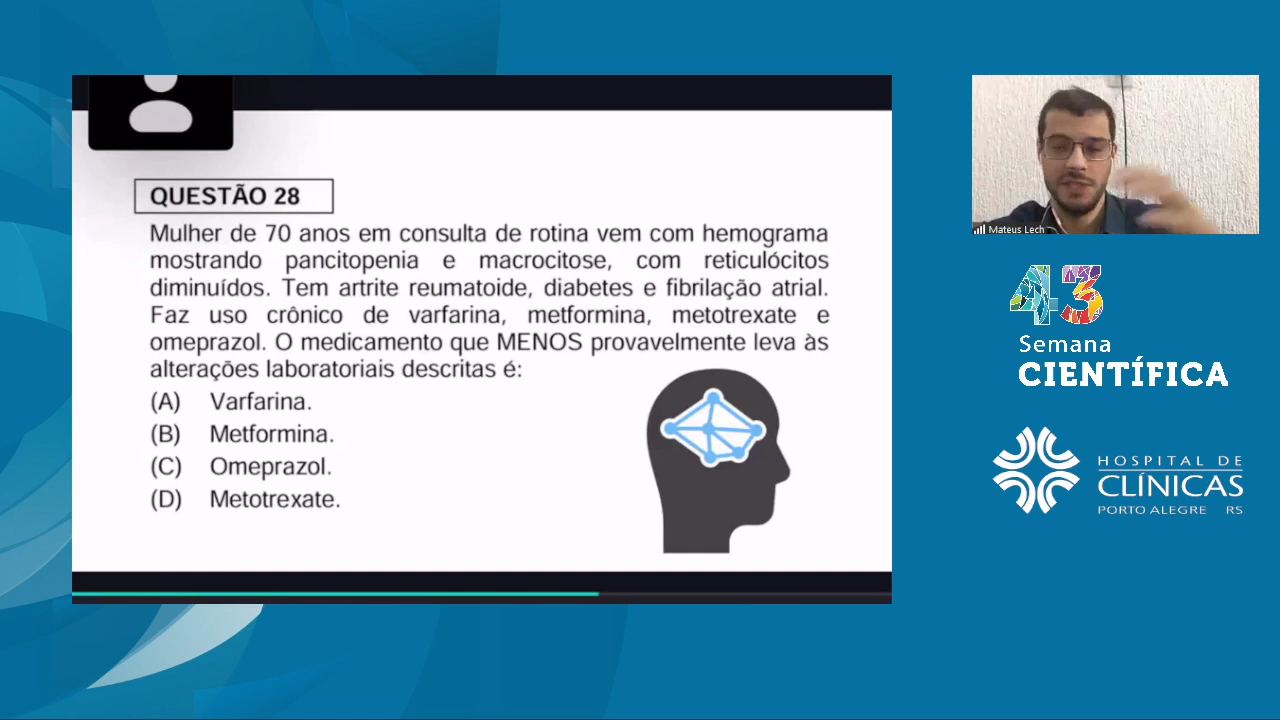 QUESTÃO 28
Mulher de 70 anos em consulta de rotina vem com hemograma
mostrando pancitopenia e macrocitose, com reticulócitos
diminuídos. Tem artrite reumatoide, diabetes e fibrilação atrial.
Faz uso crônico de varfarina, metformina, metotrexate e
omeprazol. O medicamento que MENOS provavelmente leva às
alterações laboratoriais descritas é:
(A) Varfarina.
(B) Metformina.
(C) Omeprazol.
(D) Metotrexate.
Mateus Lech
43
Semana
CIENTÍFICA
HOSPITAL DE
CLÍNICAS
PORTO ALEGRE RS